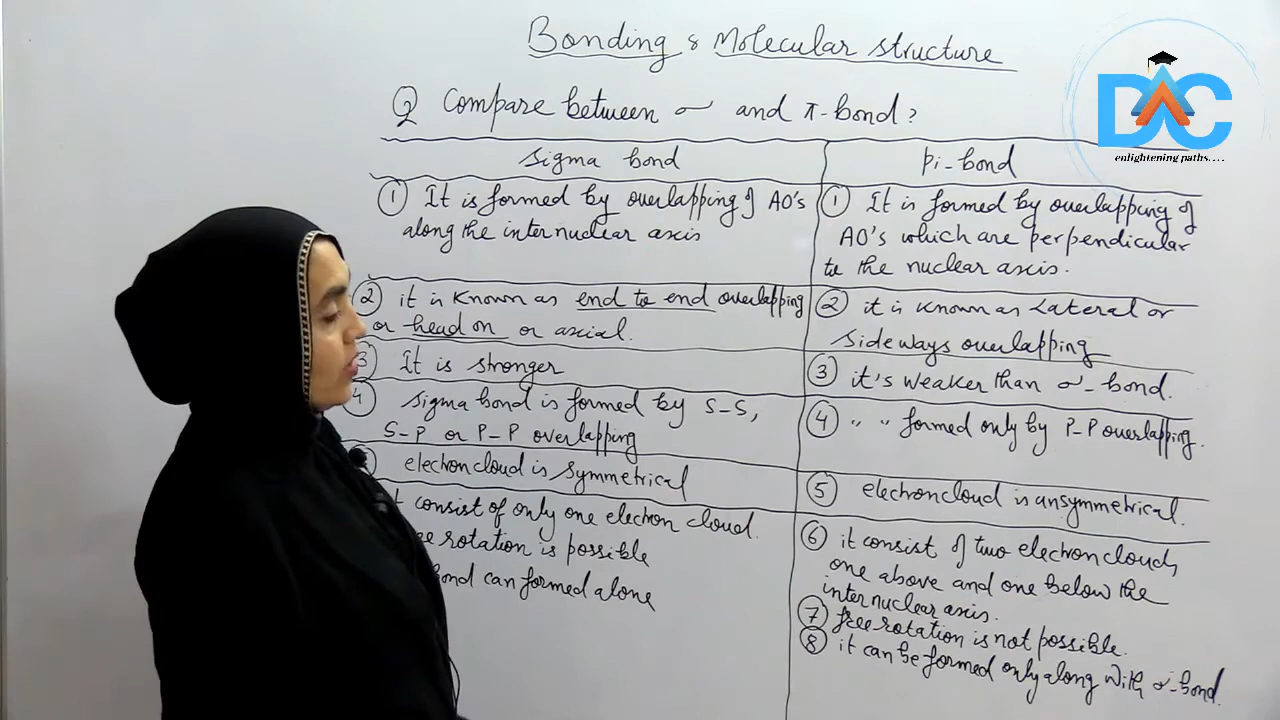 Bonding & Molecular structure
DAC
enlightening paths....
Q Compare between σ and π-bond?
Sigma bond
① It is formed by overlapping of AO's
along the internuclear axis
② it is known as end to end overlapping
or head on or axial.
③ It is stronger
4 Sigma bond is formed by S-S,
S-P or P-P overlapping
electron cloud is symmetrical
t consist of only one electron cloud.
ee rotation is possible
bond can formed alone
Pi-bond
① It is formed by overlapping of
AO's which are perpendicular
to the nuclear axis.
② it is known as Lateral or
Sideways overlapping
③ it's weaker than σ-bond.
④ " " formed only by P-P overlapping.
⑤ electron cloud is unsymmetrical.
⑥ it consist of two electron clouds
one above and one below the
internuclear axis.
⑦ free rotation is not possible.
⑧ it can be formed only along with σ-bond.